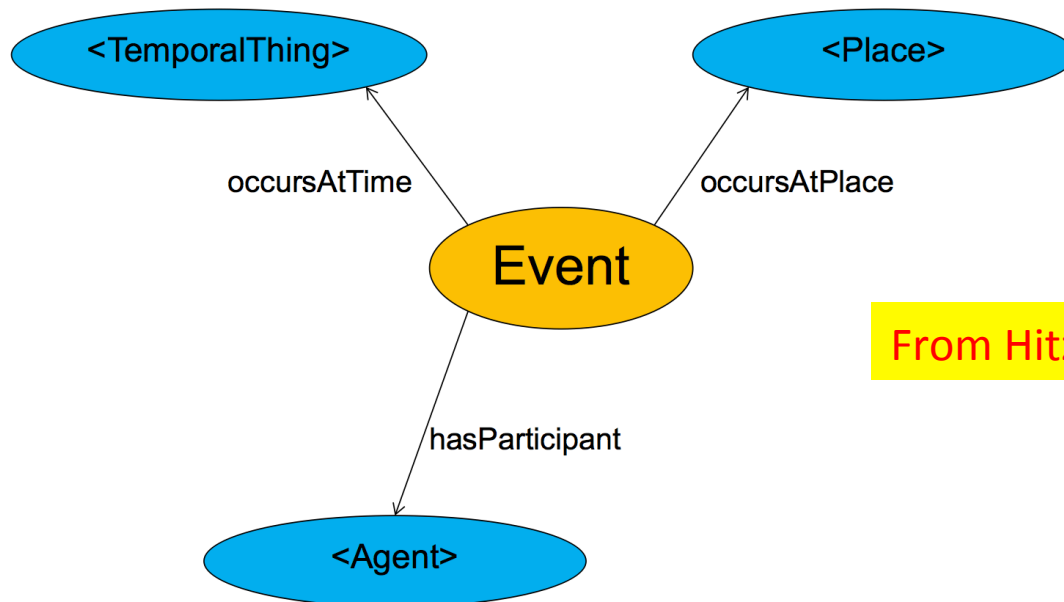 <TemporalThing>
<Place>
occursAtTime
occursAtPlace
Event
From Hit
hasParticipant
<Agent>